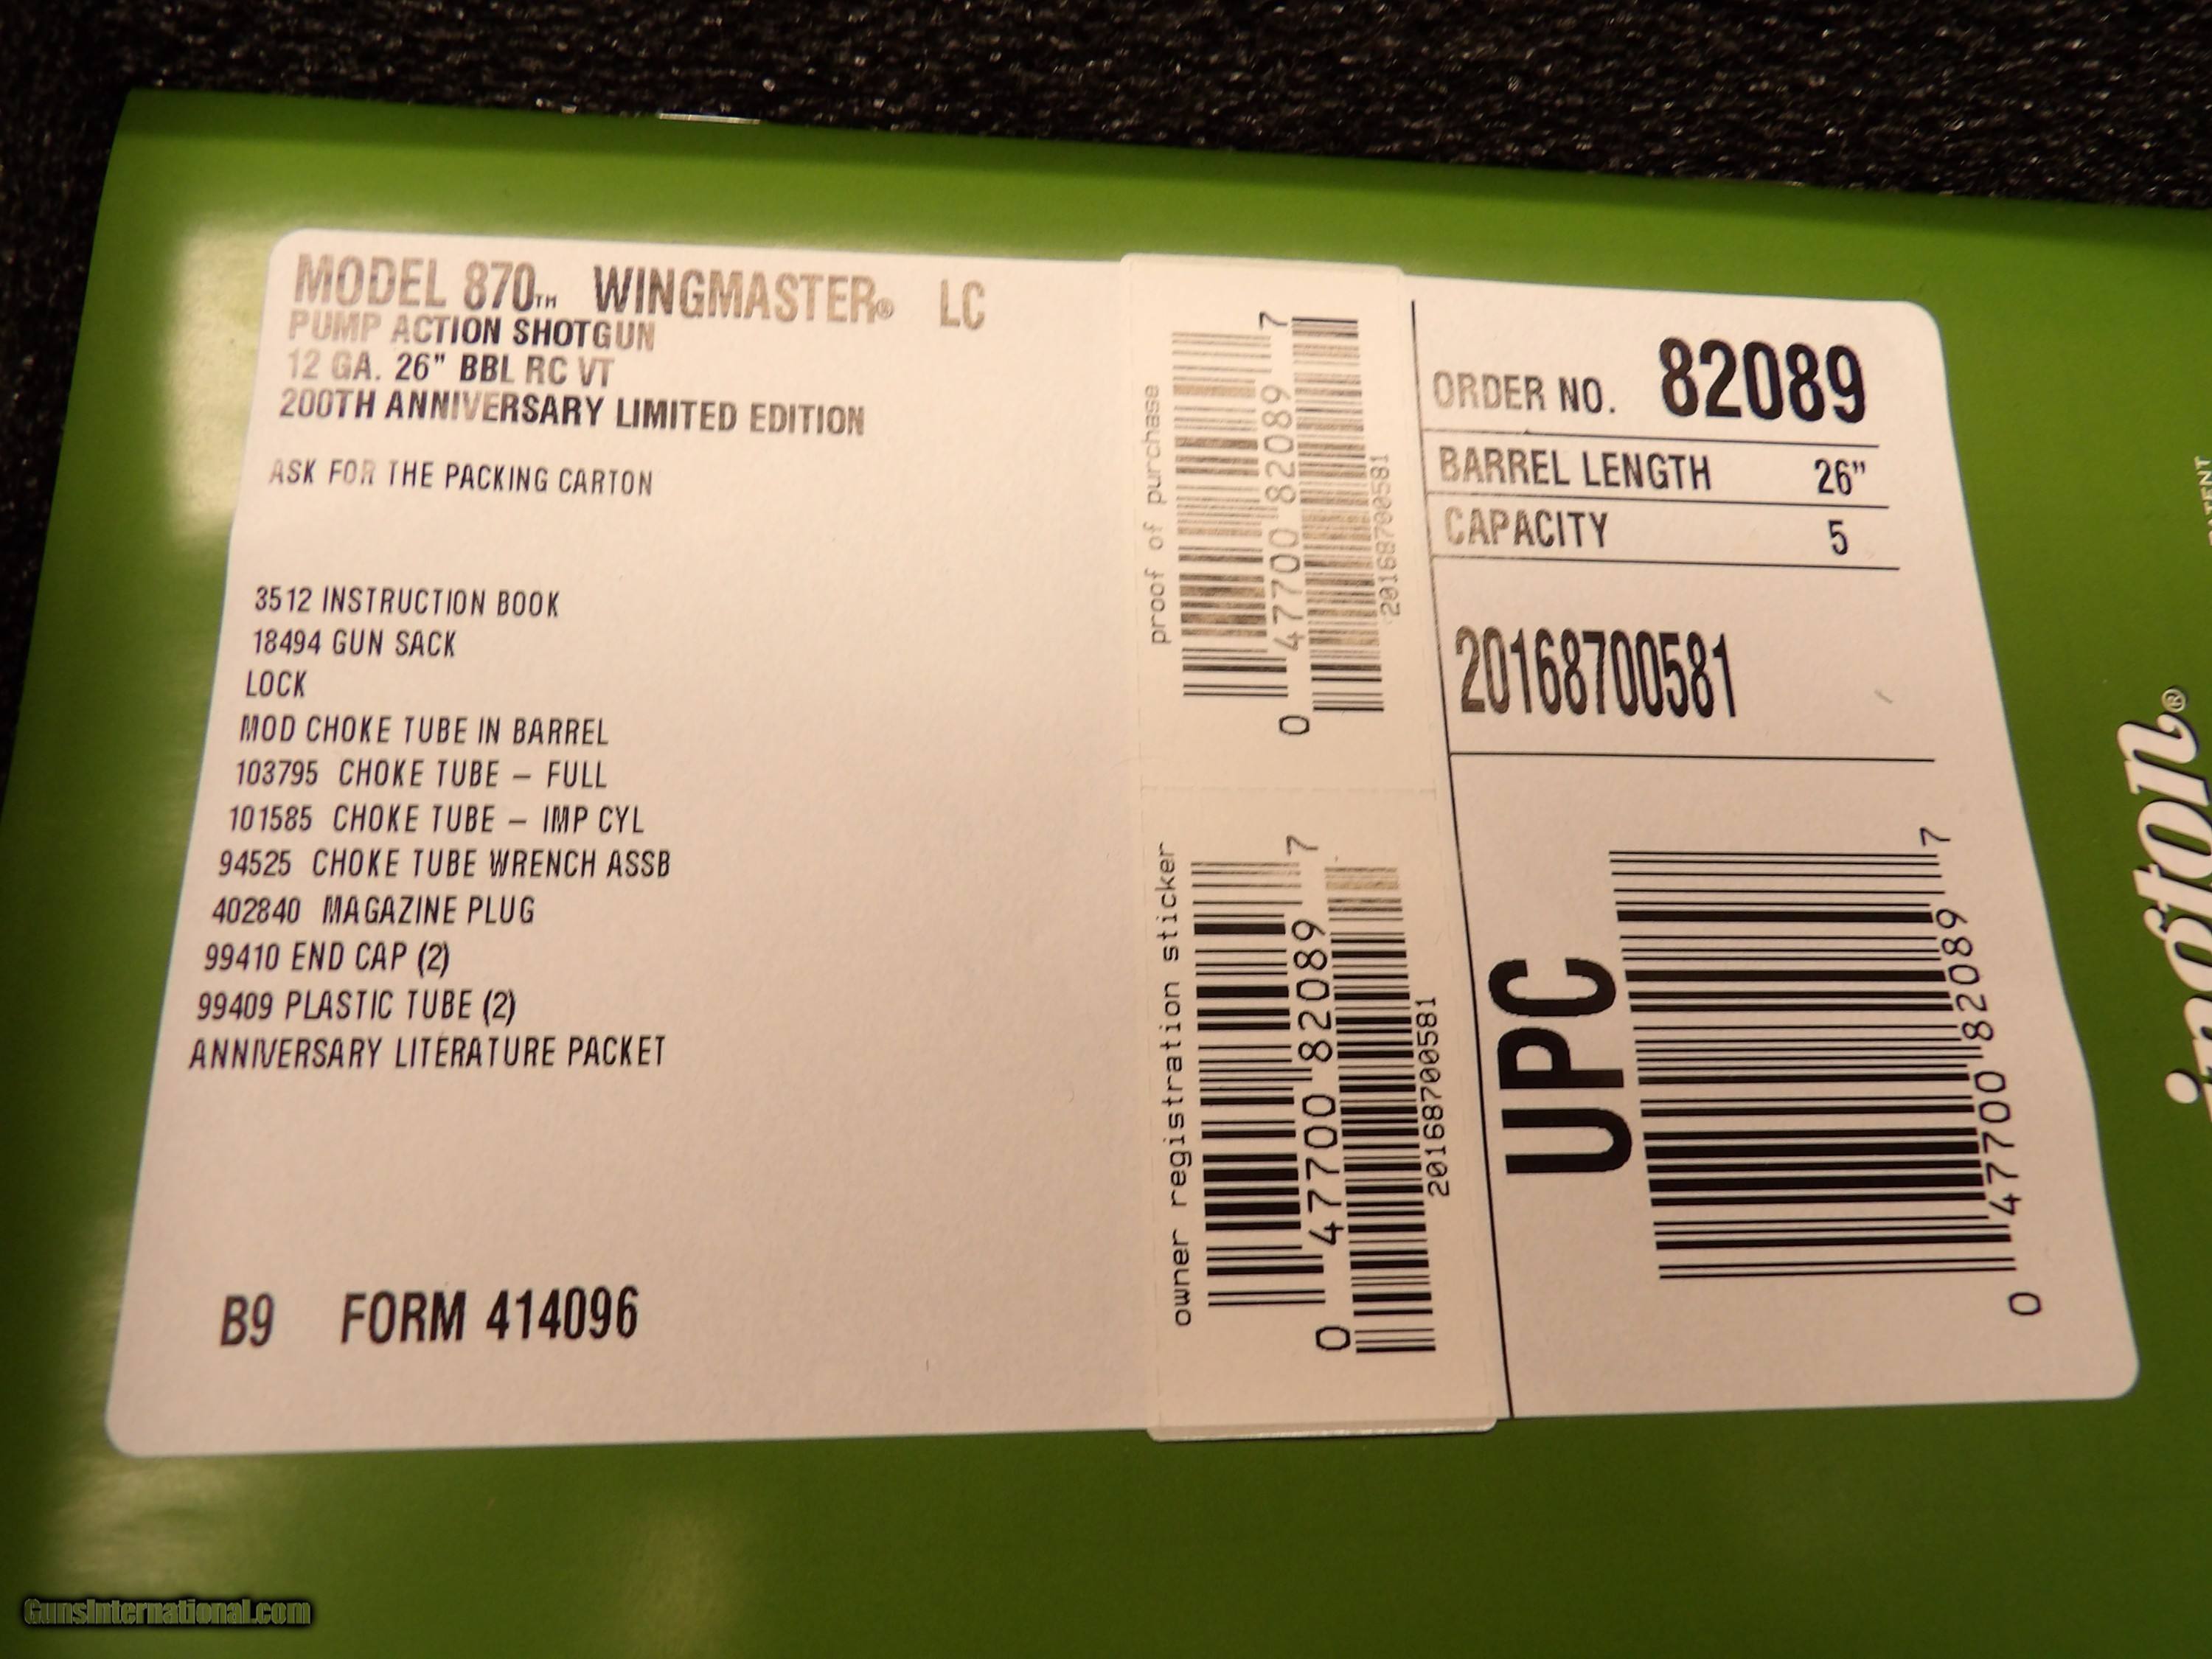 MODEL 870™ WINGMASTER® LC
PUMP ACTION SHOTGUN
12 GA. 26" BBL RC VT
200TH ANNIVERSARY LIMITED EDITION
ASK FOR THE PACKING CARTON
3512 INSTRUCTION BOOK
18494 GUN SACK
LOCK
MOD CHOKE TUBE IN BARREL
103795 CHOKE TUBE – FULL
101585 CHOKE TUBE – IMP CYL
94525 CHOKE TUBE WRENCH ASSB
402840 MAGAZINE PLUG
99410 END CAP (2)
99409 PLASTIC TUBE (2)
ANNIVERSARY LITERATURE PACKET
B9 FORM 414096
proof of purchase
0 47700 82089 7
20168700581
owner registration sticker
0 47700 82089 7
20168700581
ORDER NO. 82089
BARREL LENGTH 26"
CAPACITY 5
20168700581
UPC
0 47700 82089 7
GunsInternational.com